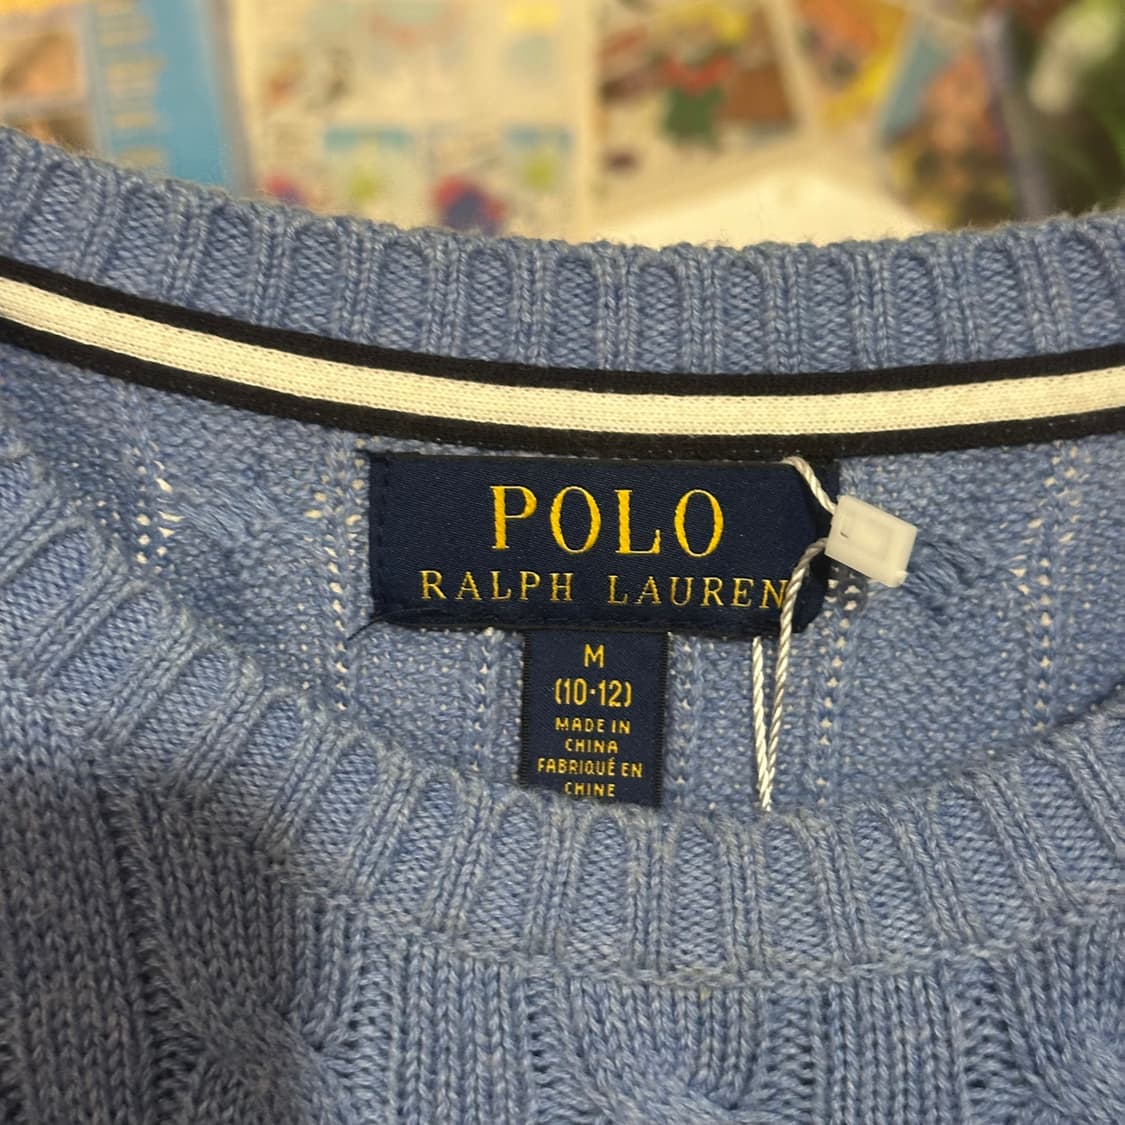 POLO
RALPH LAUREN
M
(10-12)
MADE IN
CHINA
FABRIQUÉ EN
CHINE